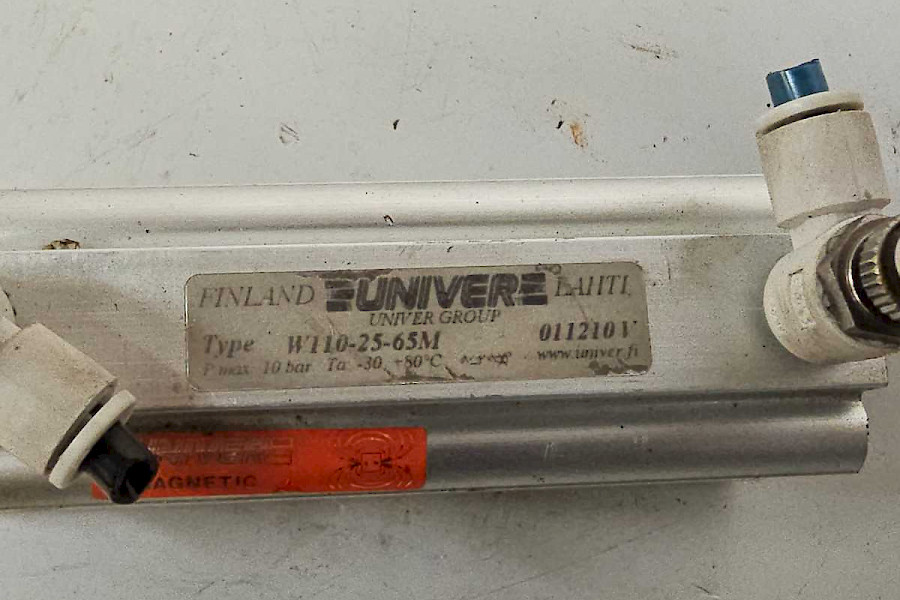 FINLAND UNIVER LAHTI
UNIVER GROUP
Type W110-25-65M 011210 V
P max 10 bar Ta -30 +80°C www.univer.fi
MAGNETIC